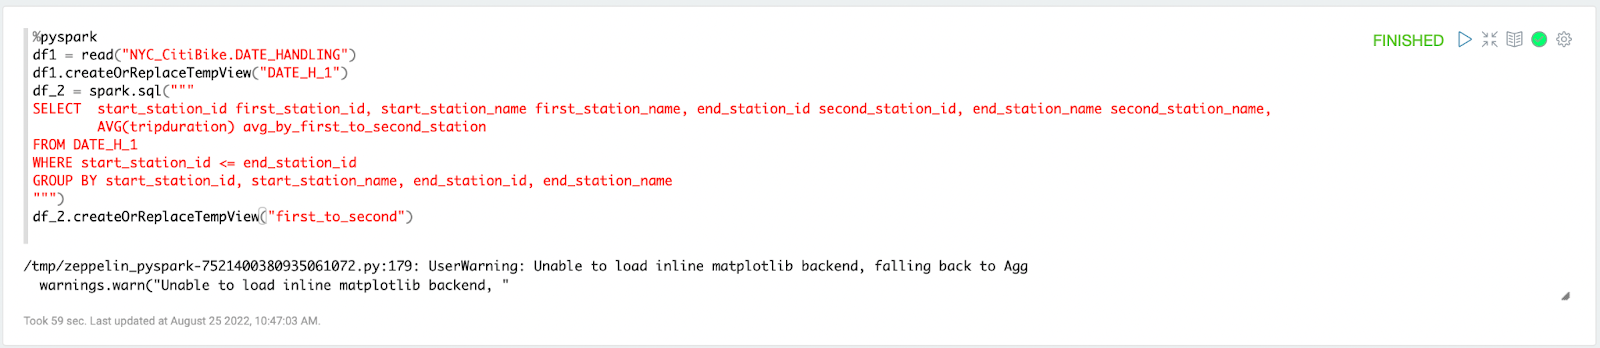 %pyspark
FINISHED
df1 = read("NYC_CitiBike.DATE_HANDLING")
df1.createOrReplaceTempView("DATE_H_1")
df_2 = spark.sql("""
SELECT  start_station_id first_station_id, start_station_name first_station_name, end_station_id second_station_id, end_station_name second_station_name,
        AVG(tripduration) avg_by_first_to_second_station
FROM DATE_H_1
WHERE start_station_id <= end_station_id
GROUP BY start_station_id, start_station_name, end_station_id, end_station_name
""")
df_2.createOrReplaceTempView("first_to_second")
/tmp/zeppelin_pyspark-7521400380935061072.py:179: UserWarning: Unable to load inline matplotlib backend, falling back to Agg
  warnings.warn("Unable to load inline matplotlib backend, "
Took 59 sec. Last updated at August 25 2022, 10:47:03 AM.